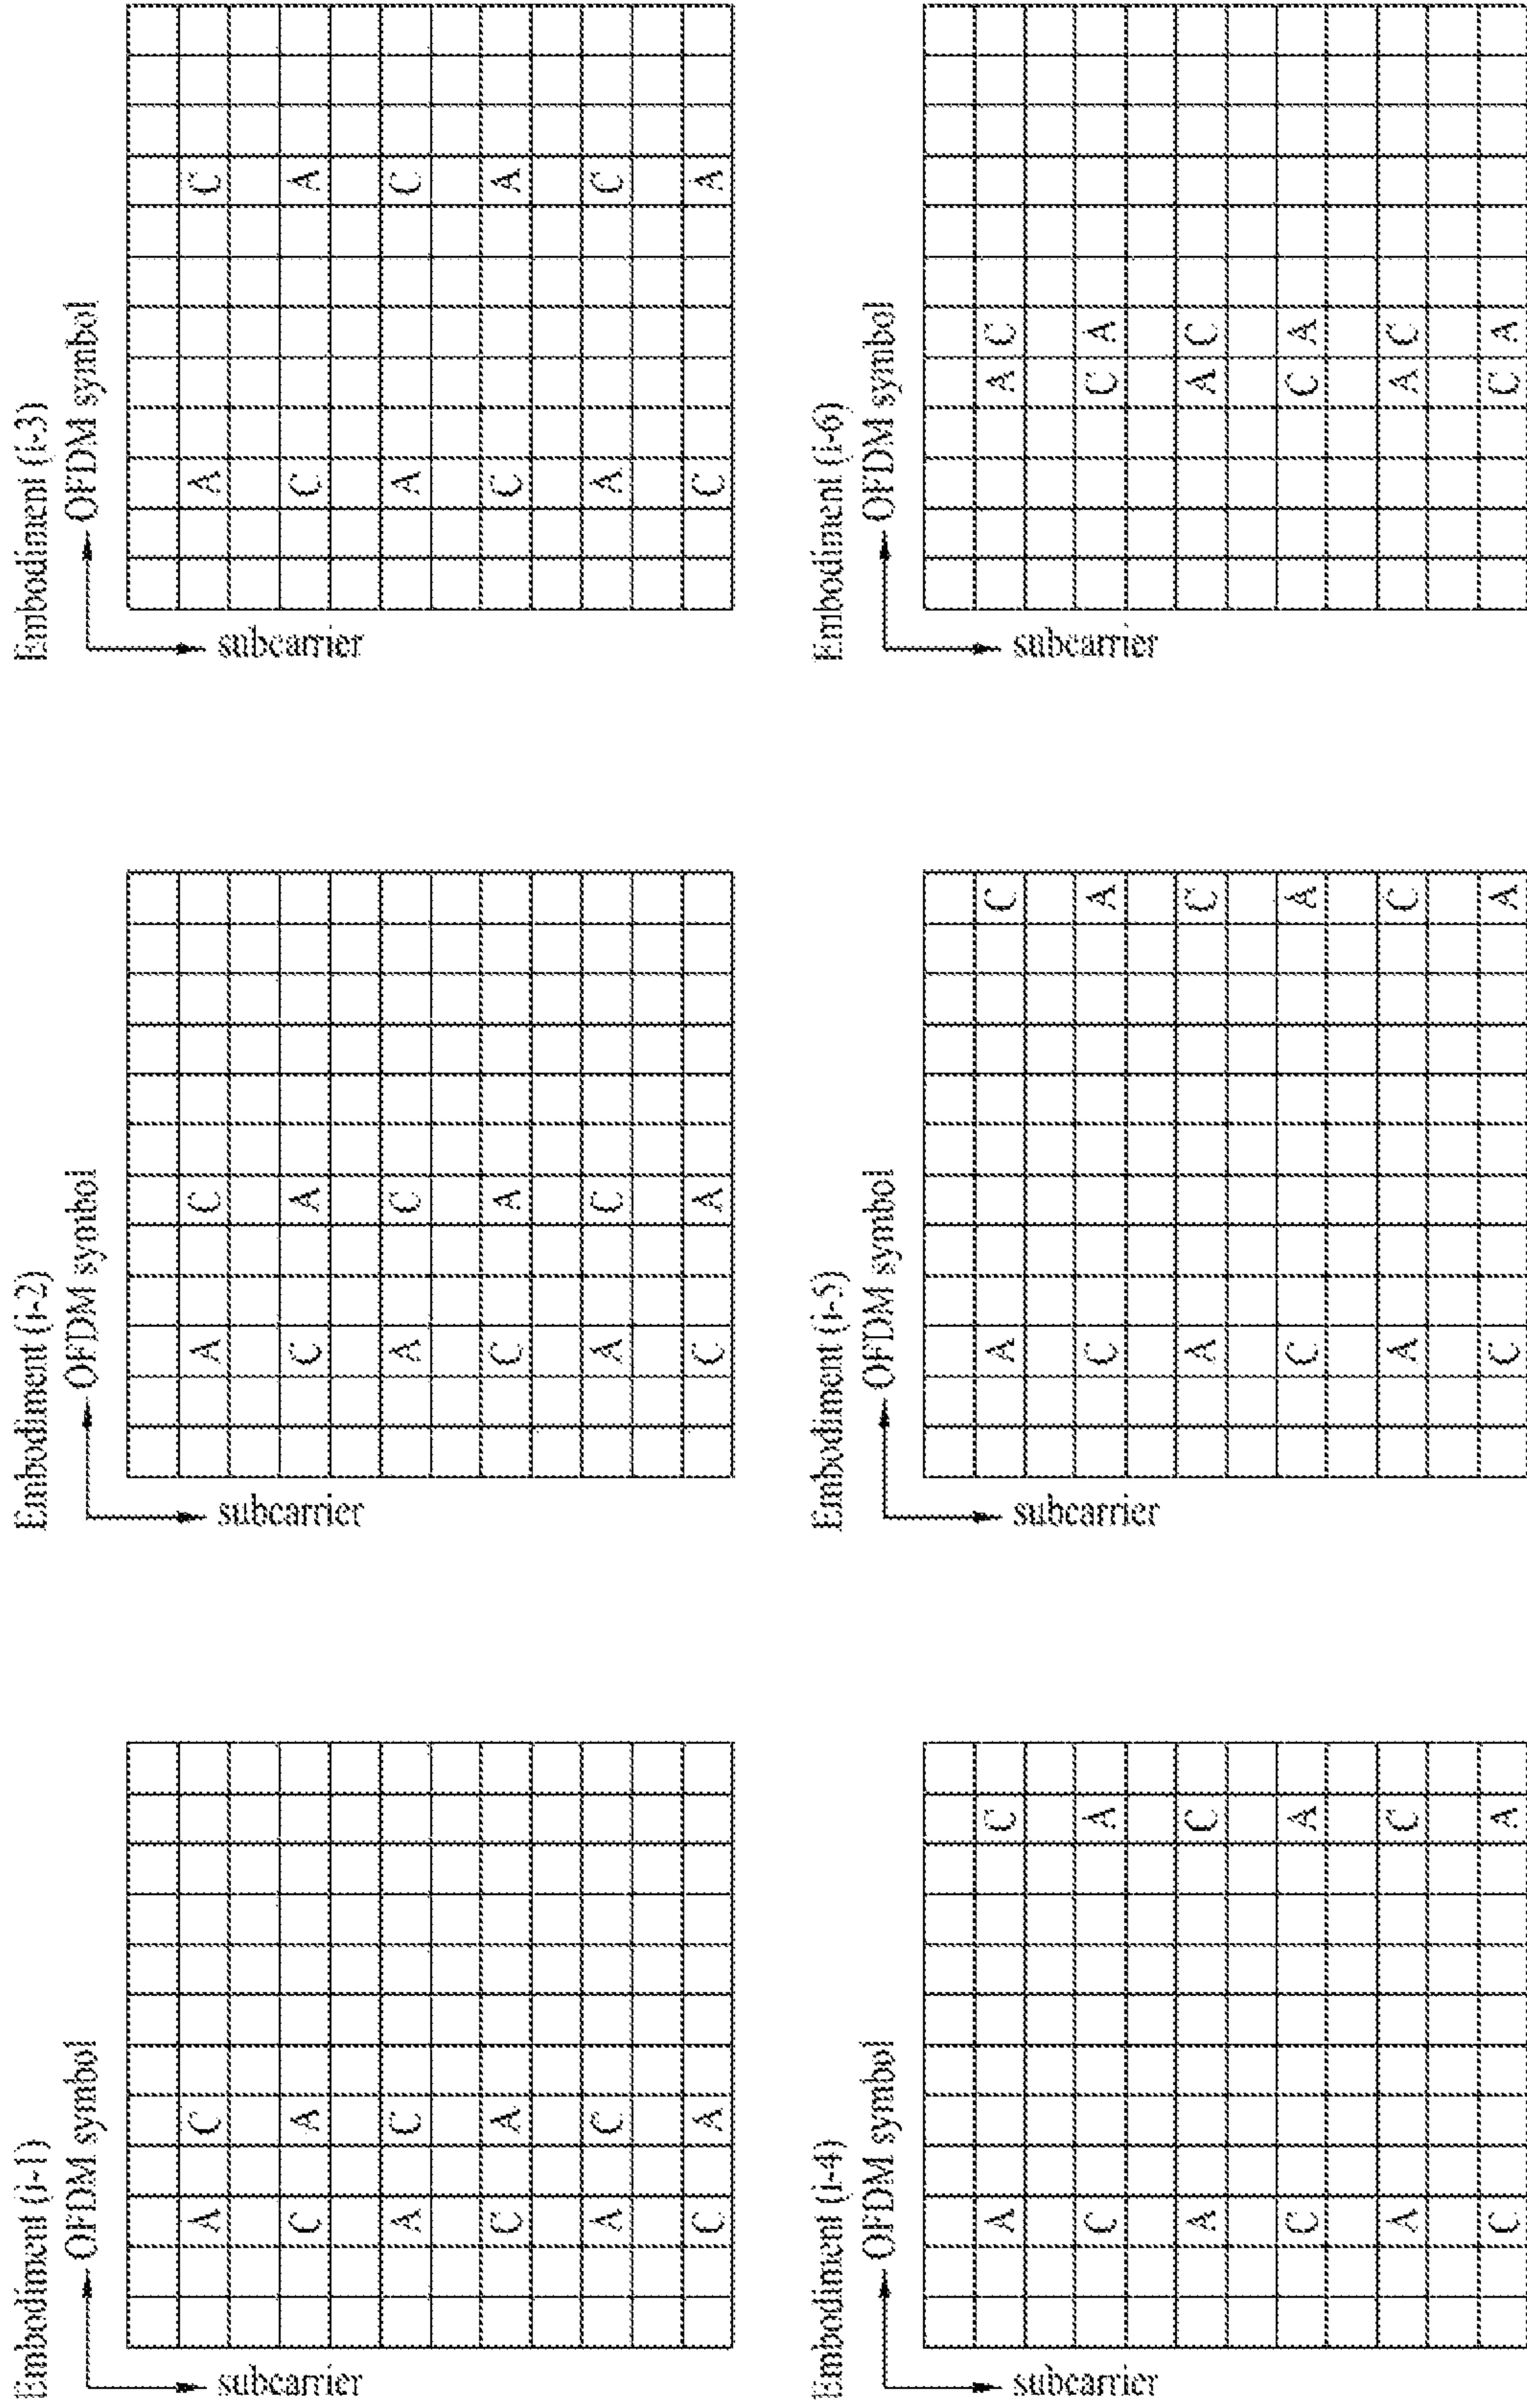 Embodiment (i-1)
OFDM symbol
subcarrier
A C
C A
A C
C A
A C
C A
Embodiment (i-2)
OFDM symbol
subcarrier
A C
C A
A C
C A
A C
C A
Embodiment (i-3)
OFDM symbol
subcarrier
A C
C A
A C
C A
A C
C A
Embodiment (i-4)
OFDM symbol
subcarrier
A C
C A
A C
C A
A C
C A
Embodiment (i-5)
OFDM symbol
subcarrier
A C
C A
A C
C A
A C
C A
Embodiment (i-6)
OFDM symbol
subcarrier
A C
C A
A C
C A
A C
C A